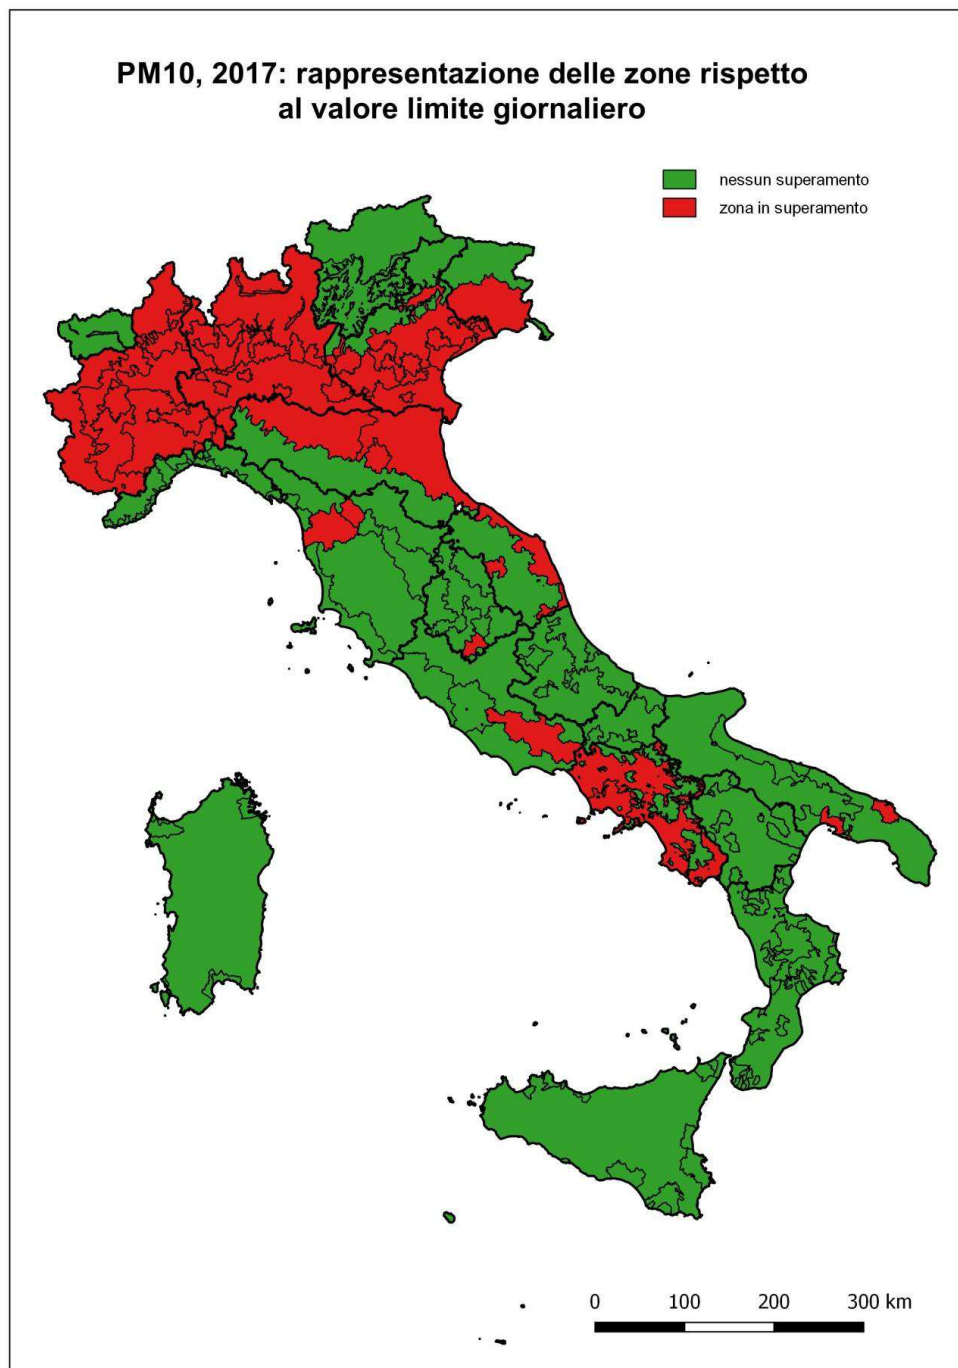 PM10, 2017: rappresentazione delle zone rispetto
al valore limite giornaliero
nessun superamento
zona in superamento
0 100 200 300 km